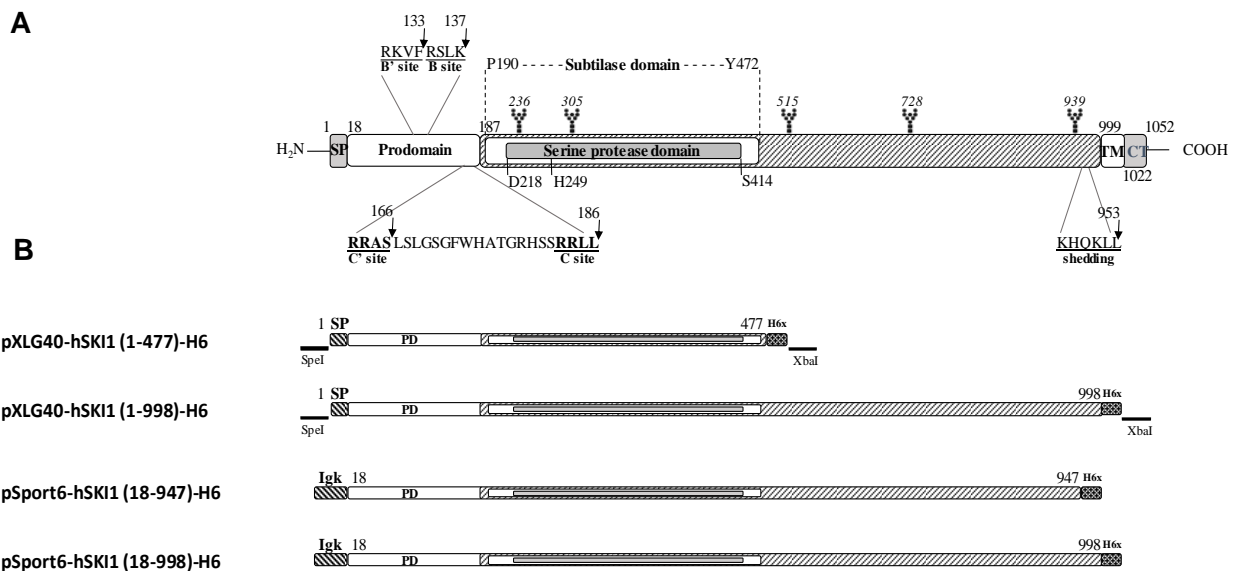 A
133 137
RKVF RSLK
B' site B site
P190 - - - - - Subtilase domain - - - - - Y472
236 305 515 728 939
1 18 187 999 1052
H2N SP Prodomain Serine protease domain TM CT COOH
D218 H249 S414 1022
166 186 953
RRASLSLGSGFWHATGRHSSRRLL KHQKLL
C' site C site shedding
B
1 SP 477 H6x
pXLG40-hSKI1 (1-477)-H6 PD
SpeI XbaI
1 SP 998 H6x
pXLG40-hSKI1 (1-998)-H6 PD
SpeI XbaI
Igk 18 947 H6x
pSport6-hSKI1 (18-947)-H6 PD
Igk 18 998 H6x
pSport6-hSKI1 (18-998)-H6 PD